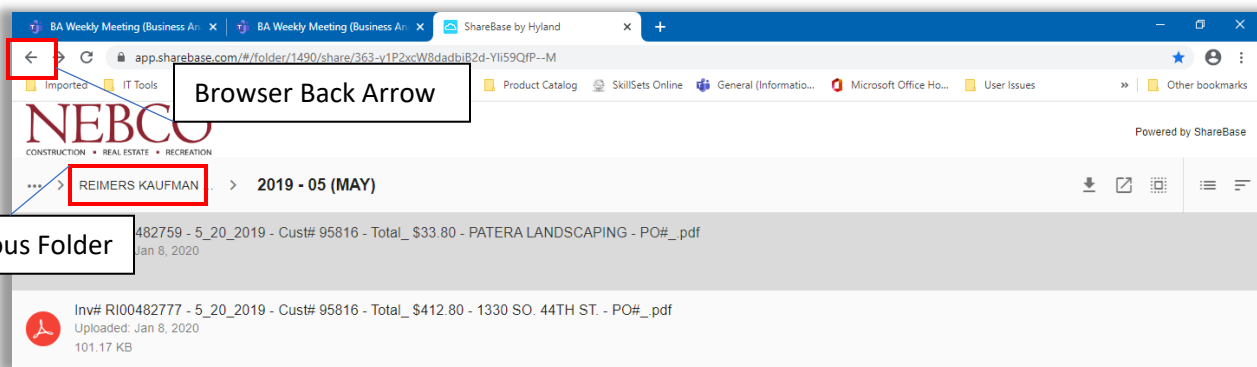 BA Weekly Meeting (Business An
BA Weekly Meeting (Business An
ShareBase by Hyland
app.sharebase.com/#/folder/1490/share/363-y1P2xcW8dadbiB2d-Yli59QfP--M
Imported
IT Tools
Product Catalog
SkillSets Online
General (Informatio...
Microsoft Office Ho...
User Issues
»
Other bookmarks
Browser Back Arrow
NEBCO
CONSTRUCTION • REAL ESTATE • RECREATION
Powered by ShareBase
... > REIMERS KAUFMAN ... > 2019 - 05 (MAY)
ous Folder
482759 - 5_20_2019 - Cust# 95816 - Total_ $33.80 - PATERA LANDSCAPING - PO#_.pdf
Jan 8, 2020
Inv# RI00482777 - 5_20_2019 - Cust# 95816 - Total_ $412.80 - 1330 SO. 44TH ST. - PO#_.pdf
Uploaded: Jan 8, 2020
101.17 KB